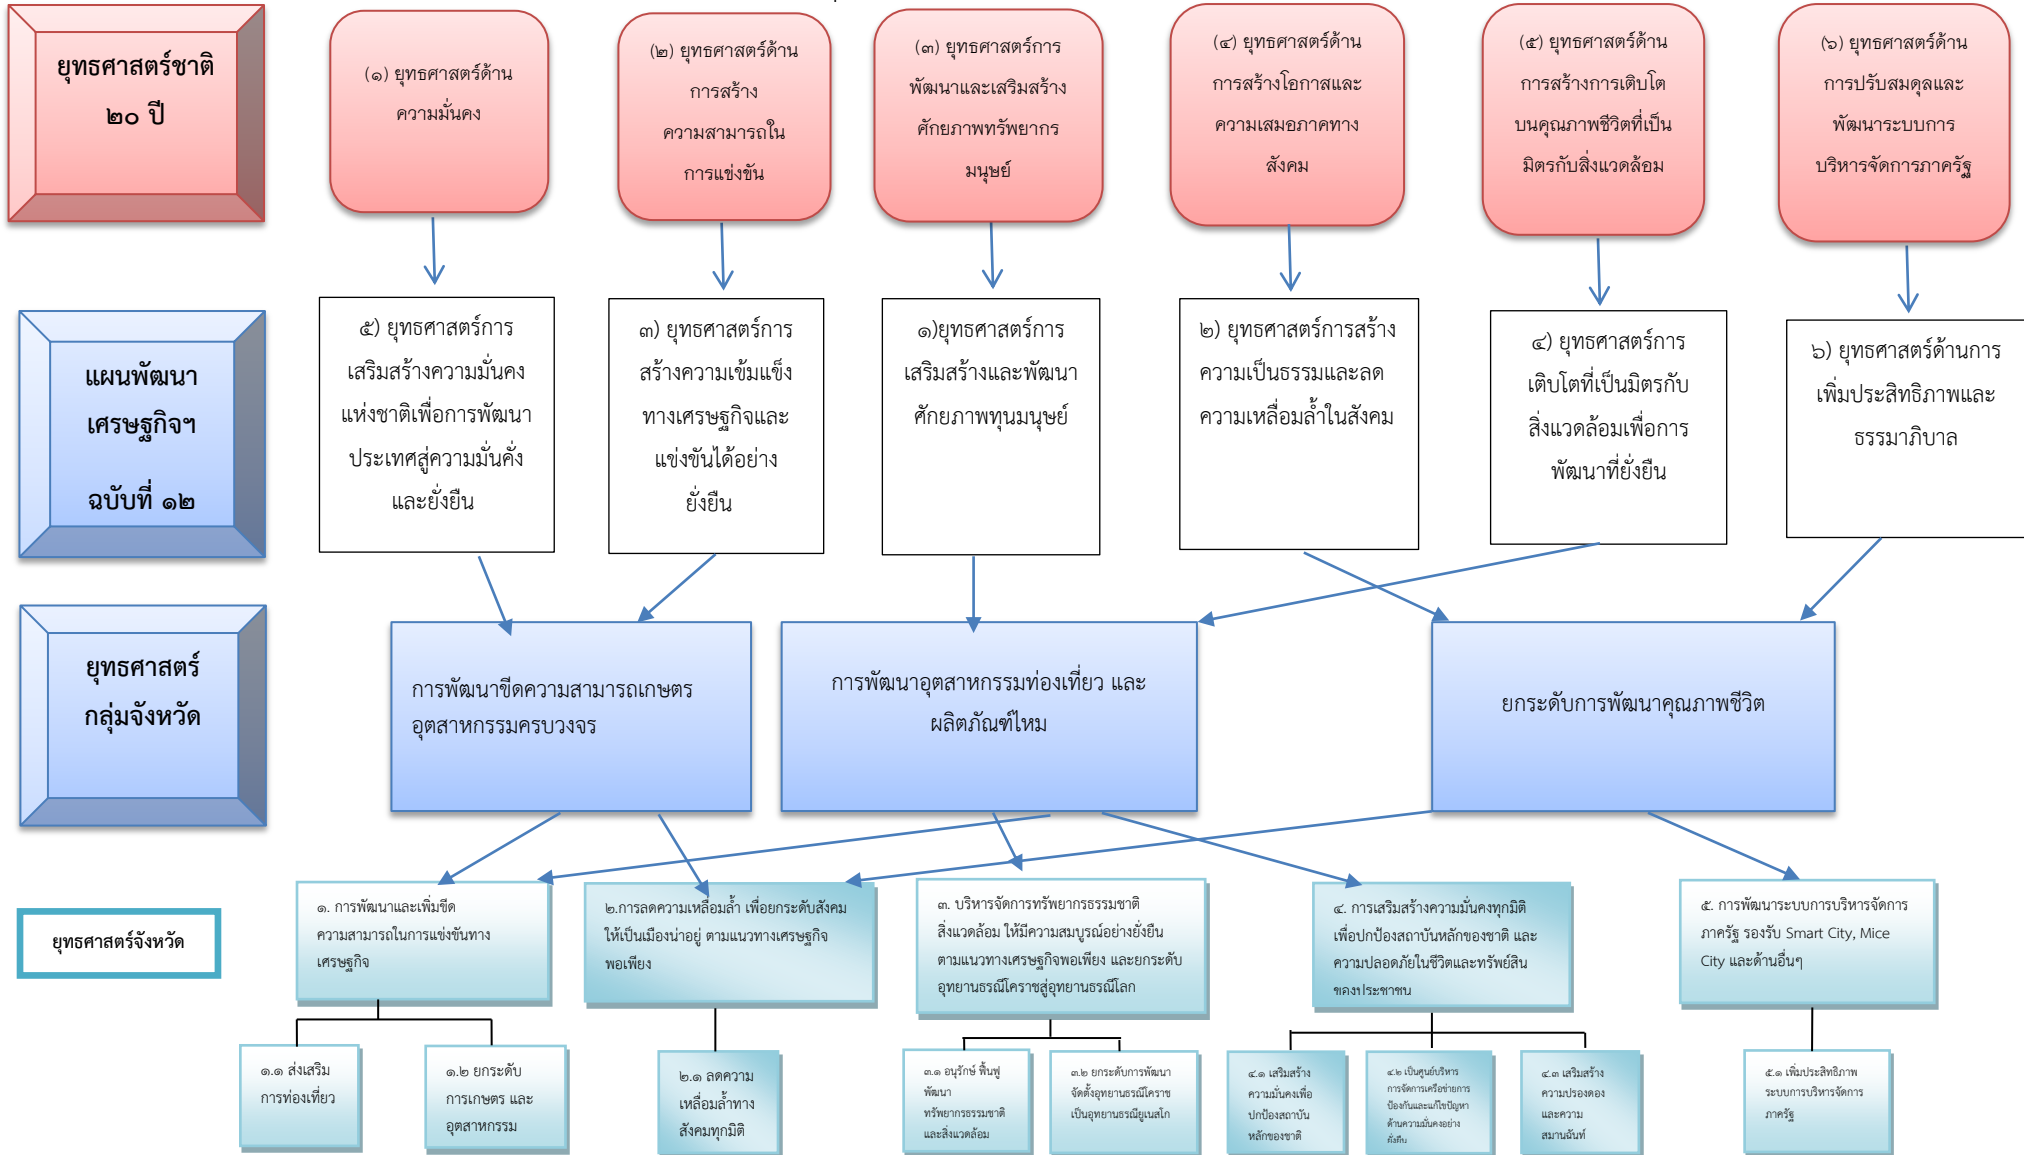 ยุทธศาสตร์ชาติ
๒๐ ปี
(๑) ยุทธศาสตร์ด้าน
ความมั่นคง
(๒) ยุทธศาสตร์ด้าน
การสร้าง
ความสามารถใน
การแข่งขัน
(๓) ยุทธศาสตร์การ
พัฒนาและเสริมสร้าง
ศักยภาพทรัพยากร
มนุษย์
(๔) ยุทธศาสตร์ด้าน
การสร้างโอกาสและ
ความเสมอภาคทาง
สังคม
(๕) ยุทธศาสตร์ด้าน
การสร้างการเติบโต
บนคุณภาพชีวิตที่เป็น
มิตรกับสิ่งแวดล้อม
(๖) ยุทธศาสตร์ด้าน
การปรับสมดุลและ
พัฒนาระบบการ
บริหารจัดการภาครัฐ
แผนพัฒนา
เศรษฐกิจฯ
ฉบับที่ ๑๒
๕) ยุทธศาสตร์การ
เสริมสร้างความมั่นคง
แห่งชาติเพื่อการพัฒนา
ประเทศสู่ความมั่นคั่ง
และยั่งยืน
๓) ยุทธศาสตร์การ
สร้างความเข้มแข็ง
ทางเศรษฐกิจและ
แข่งขันได้อย่าง
ยั่งยืน
๑)ยุทธศาสตร์การ
เสริมสร้างและพัฒนา
ศักยภาพทุนมนุษย์
๒) ยุทธศาสตร์การสร้าง
ความเป็นธรรมและลด
ความเหลื่อมล้ำในสังคม
๔) ยุทธศาสตร์การ
เติบโตที่เป็นมิตรกับ
สิ่งแวดล้อมเพื่อการ
พัฒนาที่ยั่งยืน
๖) ยุทธศาสตร์ด้านการ
เพิ่มประสิทธิภาพและ
ธรรมาภิบาล
ยุทธศาสตร์
กลุ่มจังหวัด
การพัฒนาขีดความสามารถเกษตร
อุตสาหกรรมครบวงจร
การพัฒนาอุตสาหกรรมท่องเที่ยว และ
ผลิตภัณฑ์ไหม
ยกระดับการพัฒนาคุณภาพชีวิต
ยุทธศาสตร์จังหวัด
๑. การพัฒนาและเพิ่มขีด
ความสามารถในการแข่งขันทาง
เศรษฐกิจ
๒.การลดความเหลื่อมล้ำ เพื่อยกระดับสังคม
ให้เป็นเมืองน่าอยู่ ตามแนวทางเศรษฐกิจ
พอเพียง
๓. บริหารจัดการทรัพยากรธรรมชาติ
สิ่งแวดล้อม ให้มีความสมบูรณ์อย่างยั่งยืน
ตามแนวทางเศรษฐกิจพอเพียง และยกระดับ
อุทยานธรณีโคราชสู่อุทยานธรณีโลก
๔. การเสริมสร้างความมั่นคงทุกมิติ
เพื่อปกป้องสถาบันหลักของชาติ และ
ความปลอดภัยในชีวิตและทรัพย์สิน
ของประชาชน
๕. การพัฒนาระบบการบริหารจัดการ
ภาครัฐ รองรับ Smart City, Mice
City และด้านอื่นๆ
๑.๑ ส่งเสริม
การท่องเที่ยว
๑.๒ ยกระดับ
การเกษตร และ
อุตสาหกรรม
๒.๑ ลดความ
เหลื่อมล้ำทาง
สังคมทุกมิติ
๓.๑ อนุรักษ์ ฟื้นฟู
พัฒนา
ทรัพยากรธรรมชาติ
และสิ่งแวดล้อม
๓.๒ ยกระดับการพัฒนา
จัดตั้งอุทยานธรณีโคราช
เป็นอุทยานธรณียูเนสโก
๔.๑ เสริมสร้าง
ความมั่นคงเพื่อ
ปกป้องสถาบัน
หลักของชาติ
๔.๒ เป็นศูนย์บริหาร
การจัดการเครือข่ายการ
ป้องกันและแก้ไขปัญหา
ด้านความมั่นคงอย่าง
ยั่งยืน
๔.๓ เสริมสร้าง
ความปรองดอง
และความ
สมานฉันท์
๕.๑ เพิ่มประสิทธิภาพ
ระบบการบริหารจัดการ
ภาครัฐ